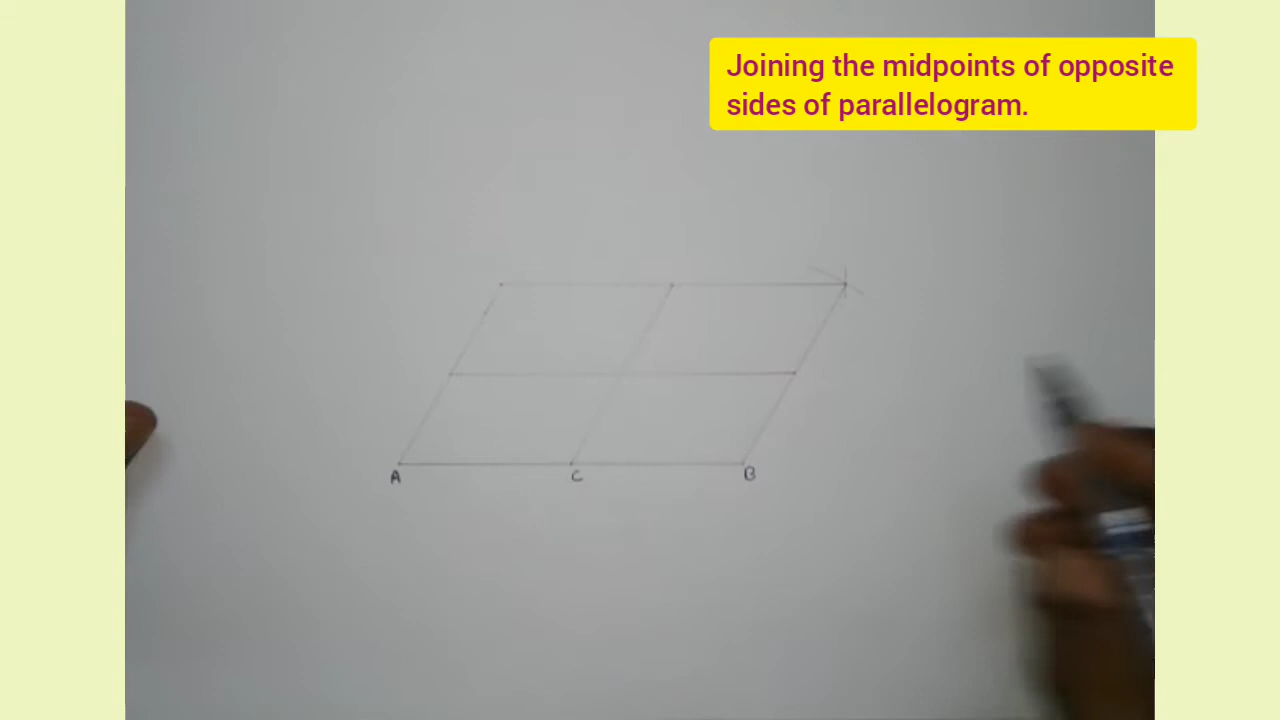 Joining the midpoints of opposite
sides of parallelogram.
A C B